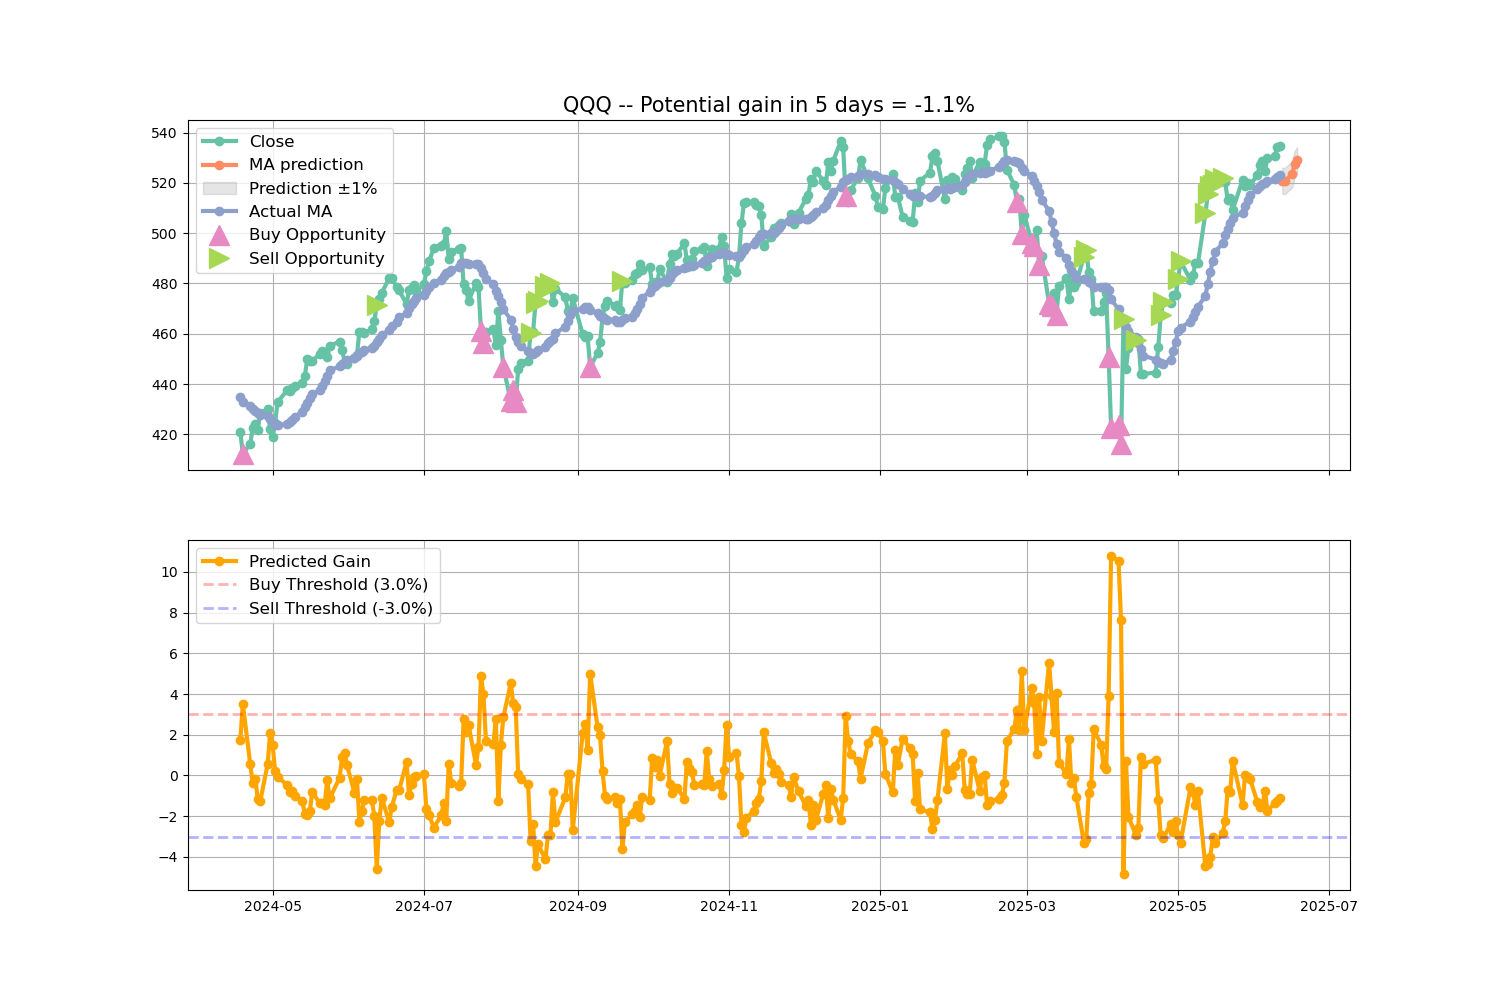 QQQ -- Potential gain in 5 days = -1.1%
Close
MA prediction
Prediction ±1%
Actual MA
Buy Opportunity
Sell Opportunity
540
520
500
480
460
440
420
Predicted Gain
Buy Threshold (3.0%)
Sell Threshold (-3.0%)
10
8
6
4
2
0
−2
−4
2024-05 2024-07 2024-09 2024-11 2025-01 2025-03 2025-05 2025-07